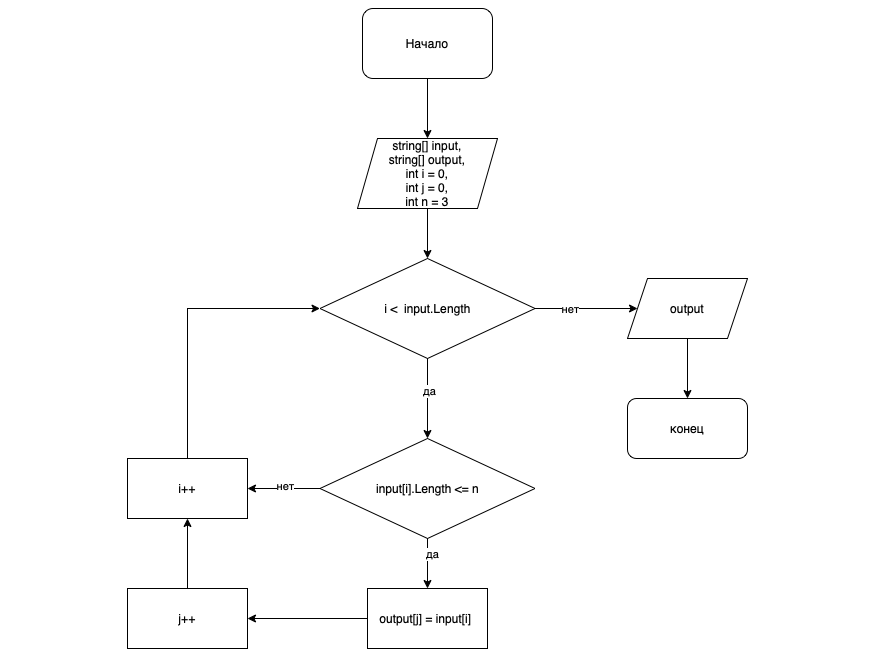 Начало
string[] input,
string[] output,
int i = 0,
int j = 0,
int n = 3
i < input.Length
нет
output
да
конец
input[i].Length <= n
нет
i++
да
output[j] = input[i]
j++